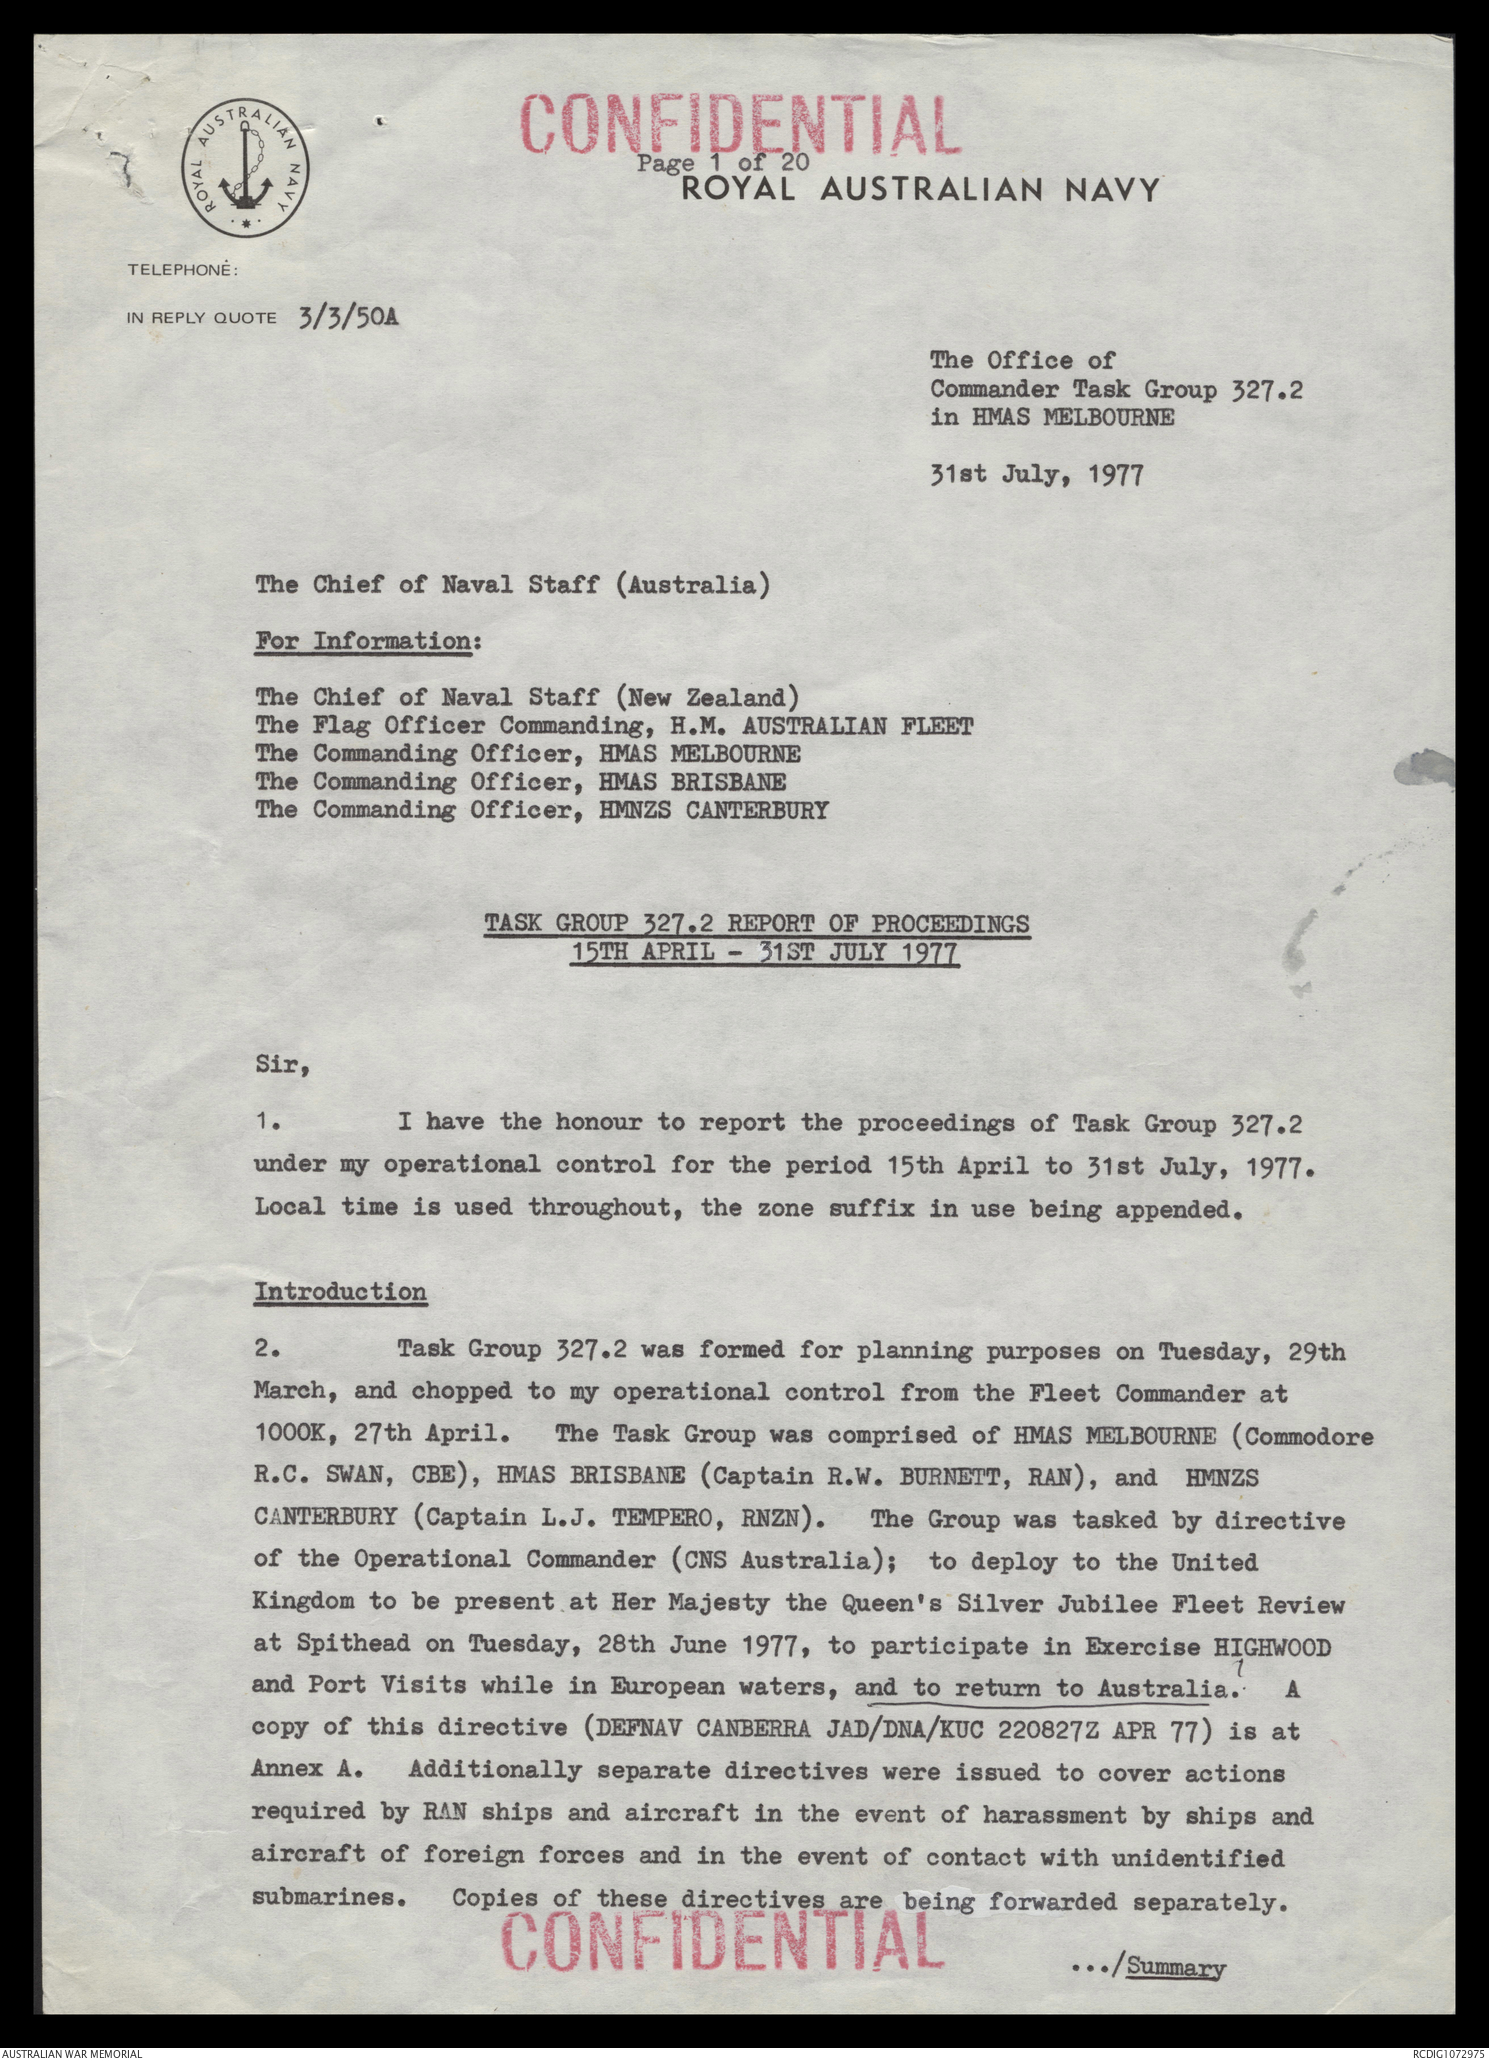 CONFIDENTIAL
Page 1 of 20
ROYAL AUSTRALIAN NAVY
ROYAL AUSTRALIAN NAVY
TELEPHONE:
IN REPLY QUOTE 3/3/50A
The Office of
Commander Task Group 327.2
in HMAS MELBOURNE
31st July, 1977
The Chief of Naval Staff (Australia)
For Information:
The Chief of Naval Staff (New Zealand)
The Flag Officer Commanding, H.M. AUSTRALIAN FLEET
The Commanding Officer, HMAS MELBOURNE
The Commanding Officer, HMAS BRISBANE
The Commanding Officer, HMNZS CANTERBURY
TASK GROUP 327.2 REPORT OF PROCEEDINGS
15TH APRIL - 31ST JULY 1977
Sir,
1. I have the honour to report the proceedings of Task Group 327.2
under my operational control for the period 15th April to 31st July, 1977.
Local time is used throughout, the zone suffix in use being appended.
Introduction
2. Task Group 327.2 was formed for planning purposes on Tuesday, 29th
March, and chopped to my operational control from the Fleet Commander at
1000K, 27th April. The Task Group was comprised of HMAS MELBOURNE (Commodore
R.C. SWAN, CBE), HMAS BRISBANE (Captain R.W. BURNETT, RAN), and HMNZS
CANTERBURY (Captain L.J. TEMPERO, RNZN). The Group was tasked by directive
of the Operational Commander (CNS Australia); to deploy to the United
Kingdom to be present at Her Majesty the Queen's Silver Jubilee Fleet Review
at Spithead on Tuesday, 28th June 1977, to participate in Exercise HIGHWOOD
and Port Visits while in European waters, and to return to Australia. A
copy of this directive (DEFNAV CANBERRA JAD/DNA/KUC 220827Z APR 77) is at
Annex A. Additionally separate directives were issued to cover actions
required by RAN ships and aircraft in the event of harassment by ships and
aircraft of foreign forces and in the event of contact with unidentified
submarines. Copies of these directives are being forwarded separately.
CONFIDENTIAL
.../Summary
AUSTRALIAN WAR MEMORIAL
RCDIG1072975